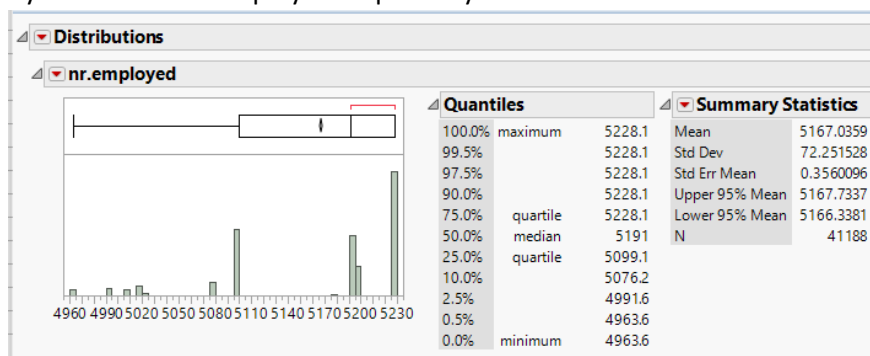 Distributions
nr.employed
4960 4990 5020 5050 5080 5110 5140 5170 5200 5230
Quantiles
100.0% maximum 5228.1
99.5% 5228.1
97.5% 5228.1
90.0% 5228.1
75.0% quartile 5228.1
50.0% median 5191
25.0% quartile 5099.1
10.0% 5076.2
2.5% 4991.6
0.5% 4963.6
0.0% minimum 4963.6
Summary Statistics
Mean 5167.0359
Std Dev 72.251528
Std Err Mean 0.3560096
Upper 95% Mean 5167.7337
Lower 95% Mean 5166.3381
N 41188